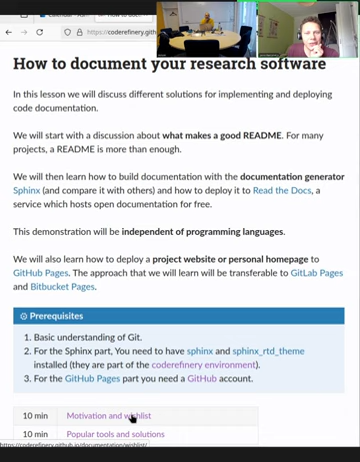 https://coderefinery.gith
How to document your research software
In this lesson we will discuss different solutions for implementing and deploying
code documentation.
We will start with a discussion about what makes a good README. For many
projects, a README is more than enough.
We will then learn how to build documentation with the documentation generator
Sphinx (and compare it with others) and how to deploy it to Read the Docs, a
service which hosts open documentation for free.
This demonstration will be independent of programming languages.
We will also learn how to deploy a project website or personal homepage to
GitHub Pages. The approach that we will learn will be transferable to GitLab Pages
and Bitbucket Pages.
Prerequisites
1. Basic understanding of Git.
2. For the Sphinx part, You need to have sphinx and sphinx_rtd_theme
installed (they are part of the coderefinery environment).
3. For the GitHub Pages part you need a GitHub account.
10 min Motivation and wishlist
10 min Popular tools and solutions
https://coderefinery.github.io/documentation/wishlist/